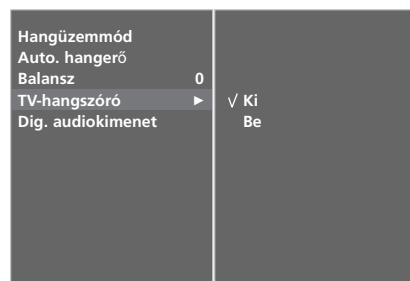 Hangüzemmód
Auto. hangerő
Balansz 0
TV-hangszóró ► √ Ki
Dig. audiokimenet Be